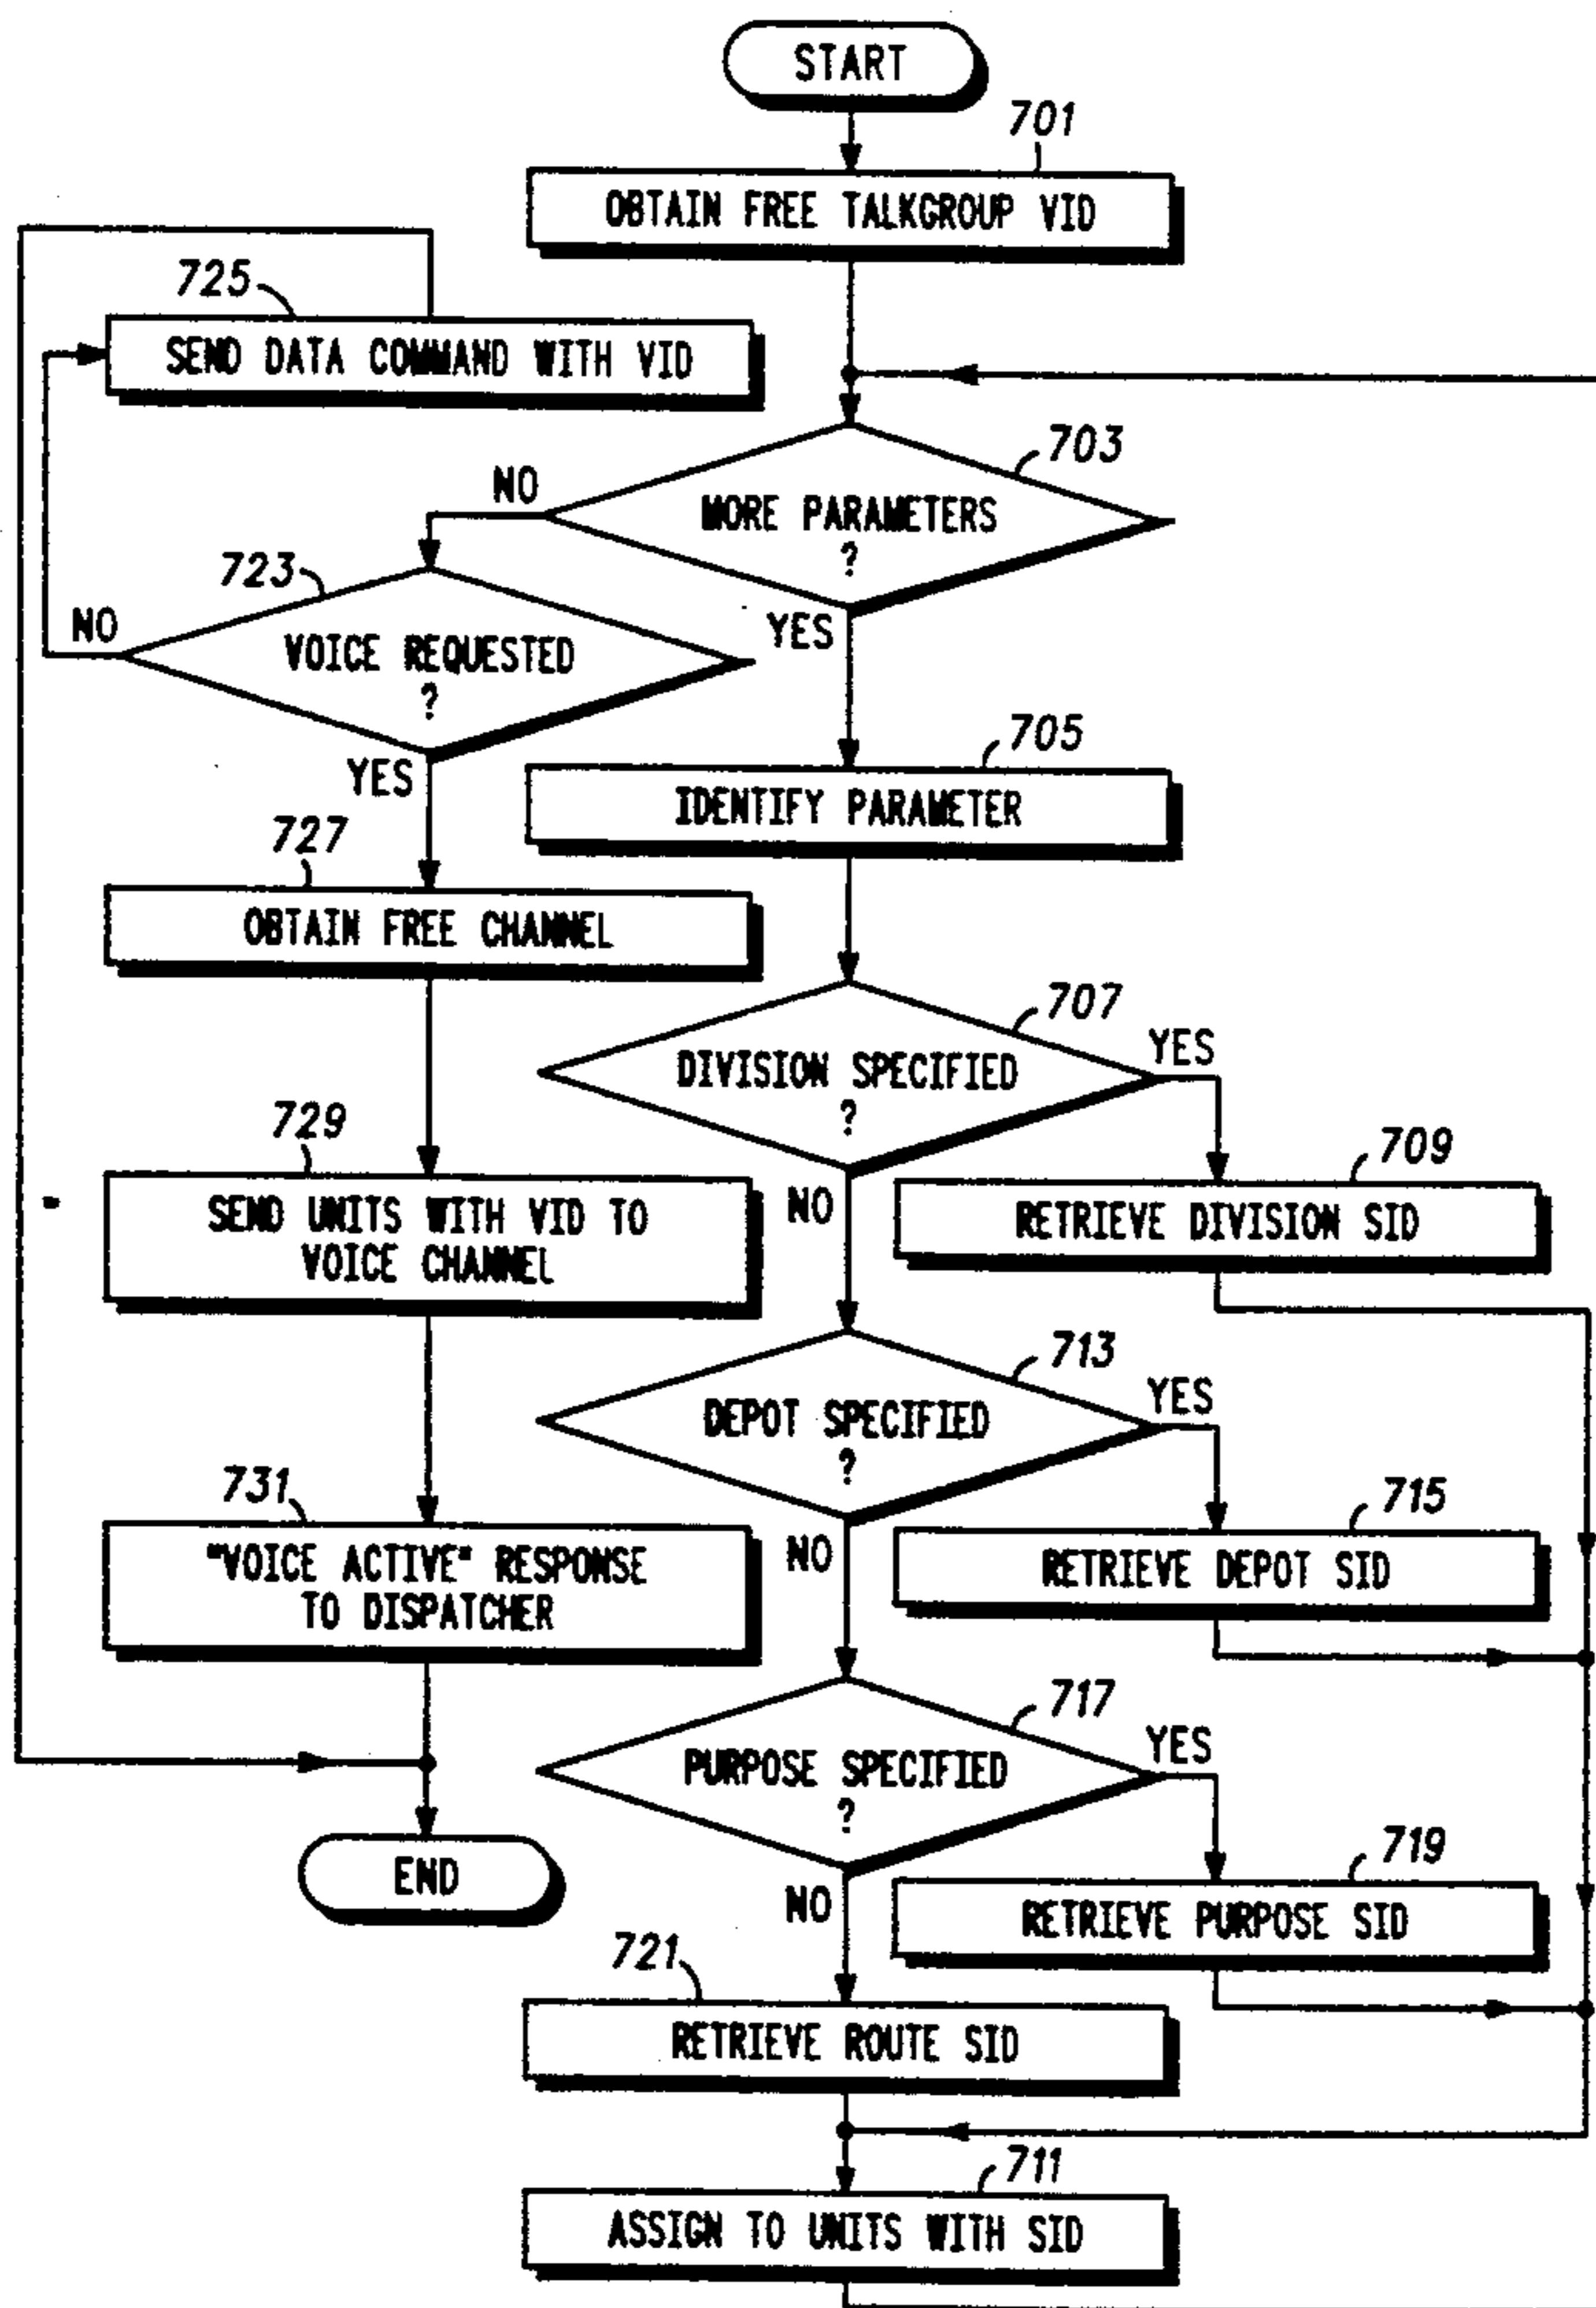 START
701
OBTAIN FREE TALKGROUP VID
725
SEND DATA COMMAND WITH VID
703
NO
MORE PARAMETERS
?
723
NO
YES
VOICE REQUESTED
?
705
YES
IDENTIFY PARAMETER
727
OBTAIN FREE CHANNEL
707
YES
DIVISION SPECIFIED
?
729
709
NO
SEND UNITS WITH VID TO
VOICE CHANNEL
RETRIEVE DIVISION SID
713
YES
DEPOT SPECIFIED
?
731
715
NO
"VOICE ACTIVE" RESPONSE
TO DISPATCHER
RETRIEVE DEPOT SID
717
YES
PURPOSE SPECIFIED
?
719
END
NO
RETRIEVE PURPOSE SID
721
RETRIEVE ROUTE SID
711
ASSIGN TO UNITS WITH SID